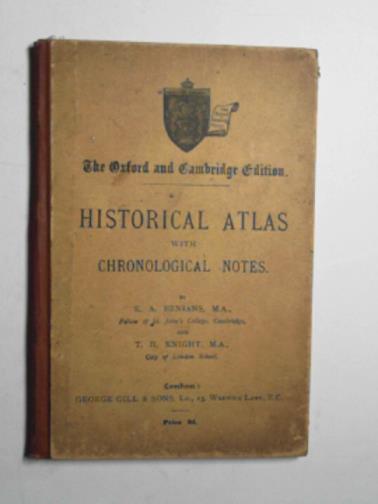 The Oxford and Cambridge Edition.
HISTORICAL ATLAS
WITH
CHRONOLOGICAL NOTES.
BY
E. A. BENIANS, M.A.,
Fellow of St. John's College, Cambridge,
AND
T. H. KNIGHT, M.A.,
City of London School.
London:
GEORGE GILL & SONS, Ld., 13, Warwick Lane, E.C.
Price 8d.